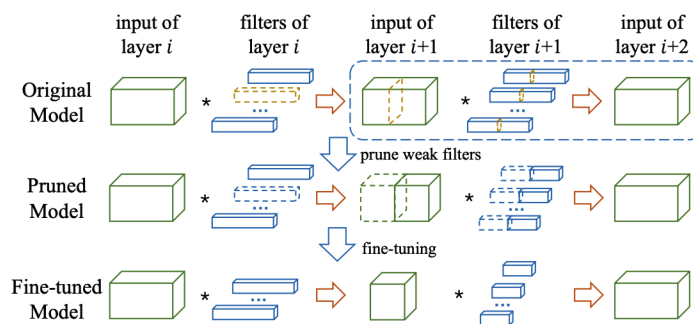 input of filters of input of filters of input of
layer i layer i layer i+1 layer i+1 layer i+2
Original
Model
*
...
*
...
prune weak filters
Pruned
Model
*
...
*
...
fine-tuning
Fine-tuned
Model
*
...
*
...